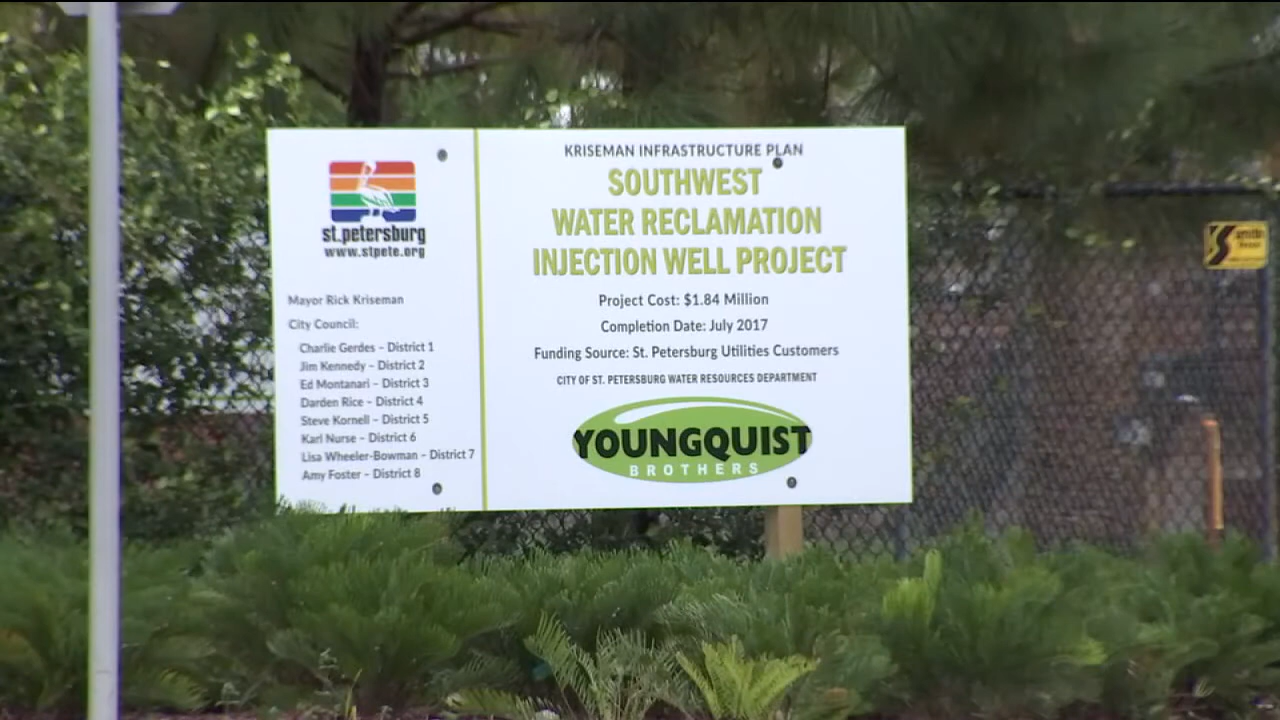 st.petersburg
www.stpete.org
Mayor Rick Kriseman
City Council:
Charlie Gerdes – District 1
Jim Kennedy – District 2
Ed Montanari – District 3
Darden Rice – District 4
Steve Kornell – District 5
Karl Nurse – District 6
Lisa Wheeler-Bowman – District 7
Amy Foster – District 8
KRISEMAN INFRASTRUCTURE PLAN
SOUTHWEST
WATER RECLAMATION
INJECTION WELL PROJECT
Project Cost: $1.84 Million
Completion Date: July 2017
Funding Source: St. Petersburg Utilities Customers
CITY OF ST. PETERSBURG WATER RESOURCES DEPARTMENT
YOUNGQUIST
BROTHERS